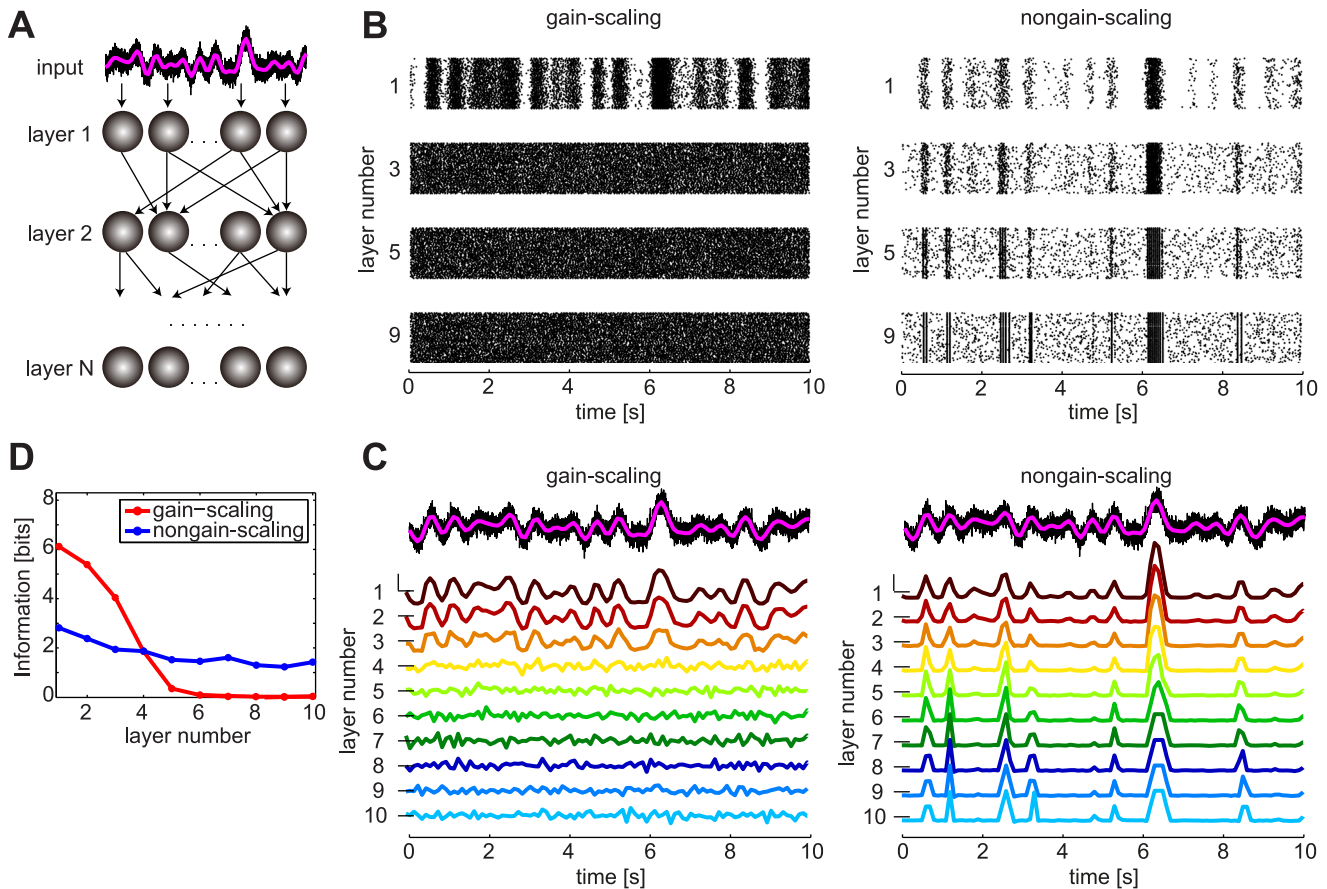 A
input
layer 1
layer 2
layer N
B
gain-scaling
nongain-scaling
layer number
1
3
5
9
0 2 4 6 8 10
time [s]
layer number
1
3
5
9
0 2 4 6 8 10
time [s]
D
Information [bits]
8
6
4
2
0
gain-scaling
nongain-scaling
2 4 6 8 10
layer number
C
gain-scaling
nongain-scaling
layer number
1
2
3
4
5
6
7
8
9
10
0 2 4 6 8 10
time [s]
layer number
1
2
3
4
5
6
7
8
9
10
0 2 4 6 8 10
time [s]